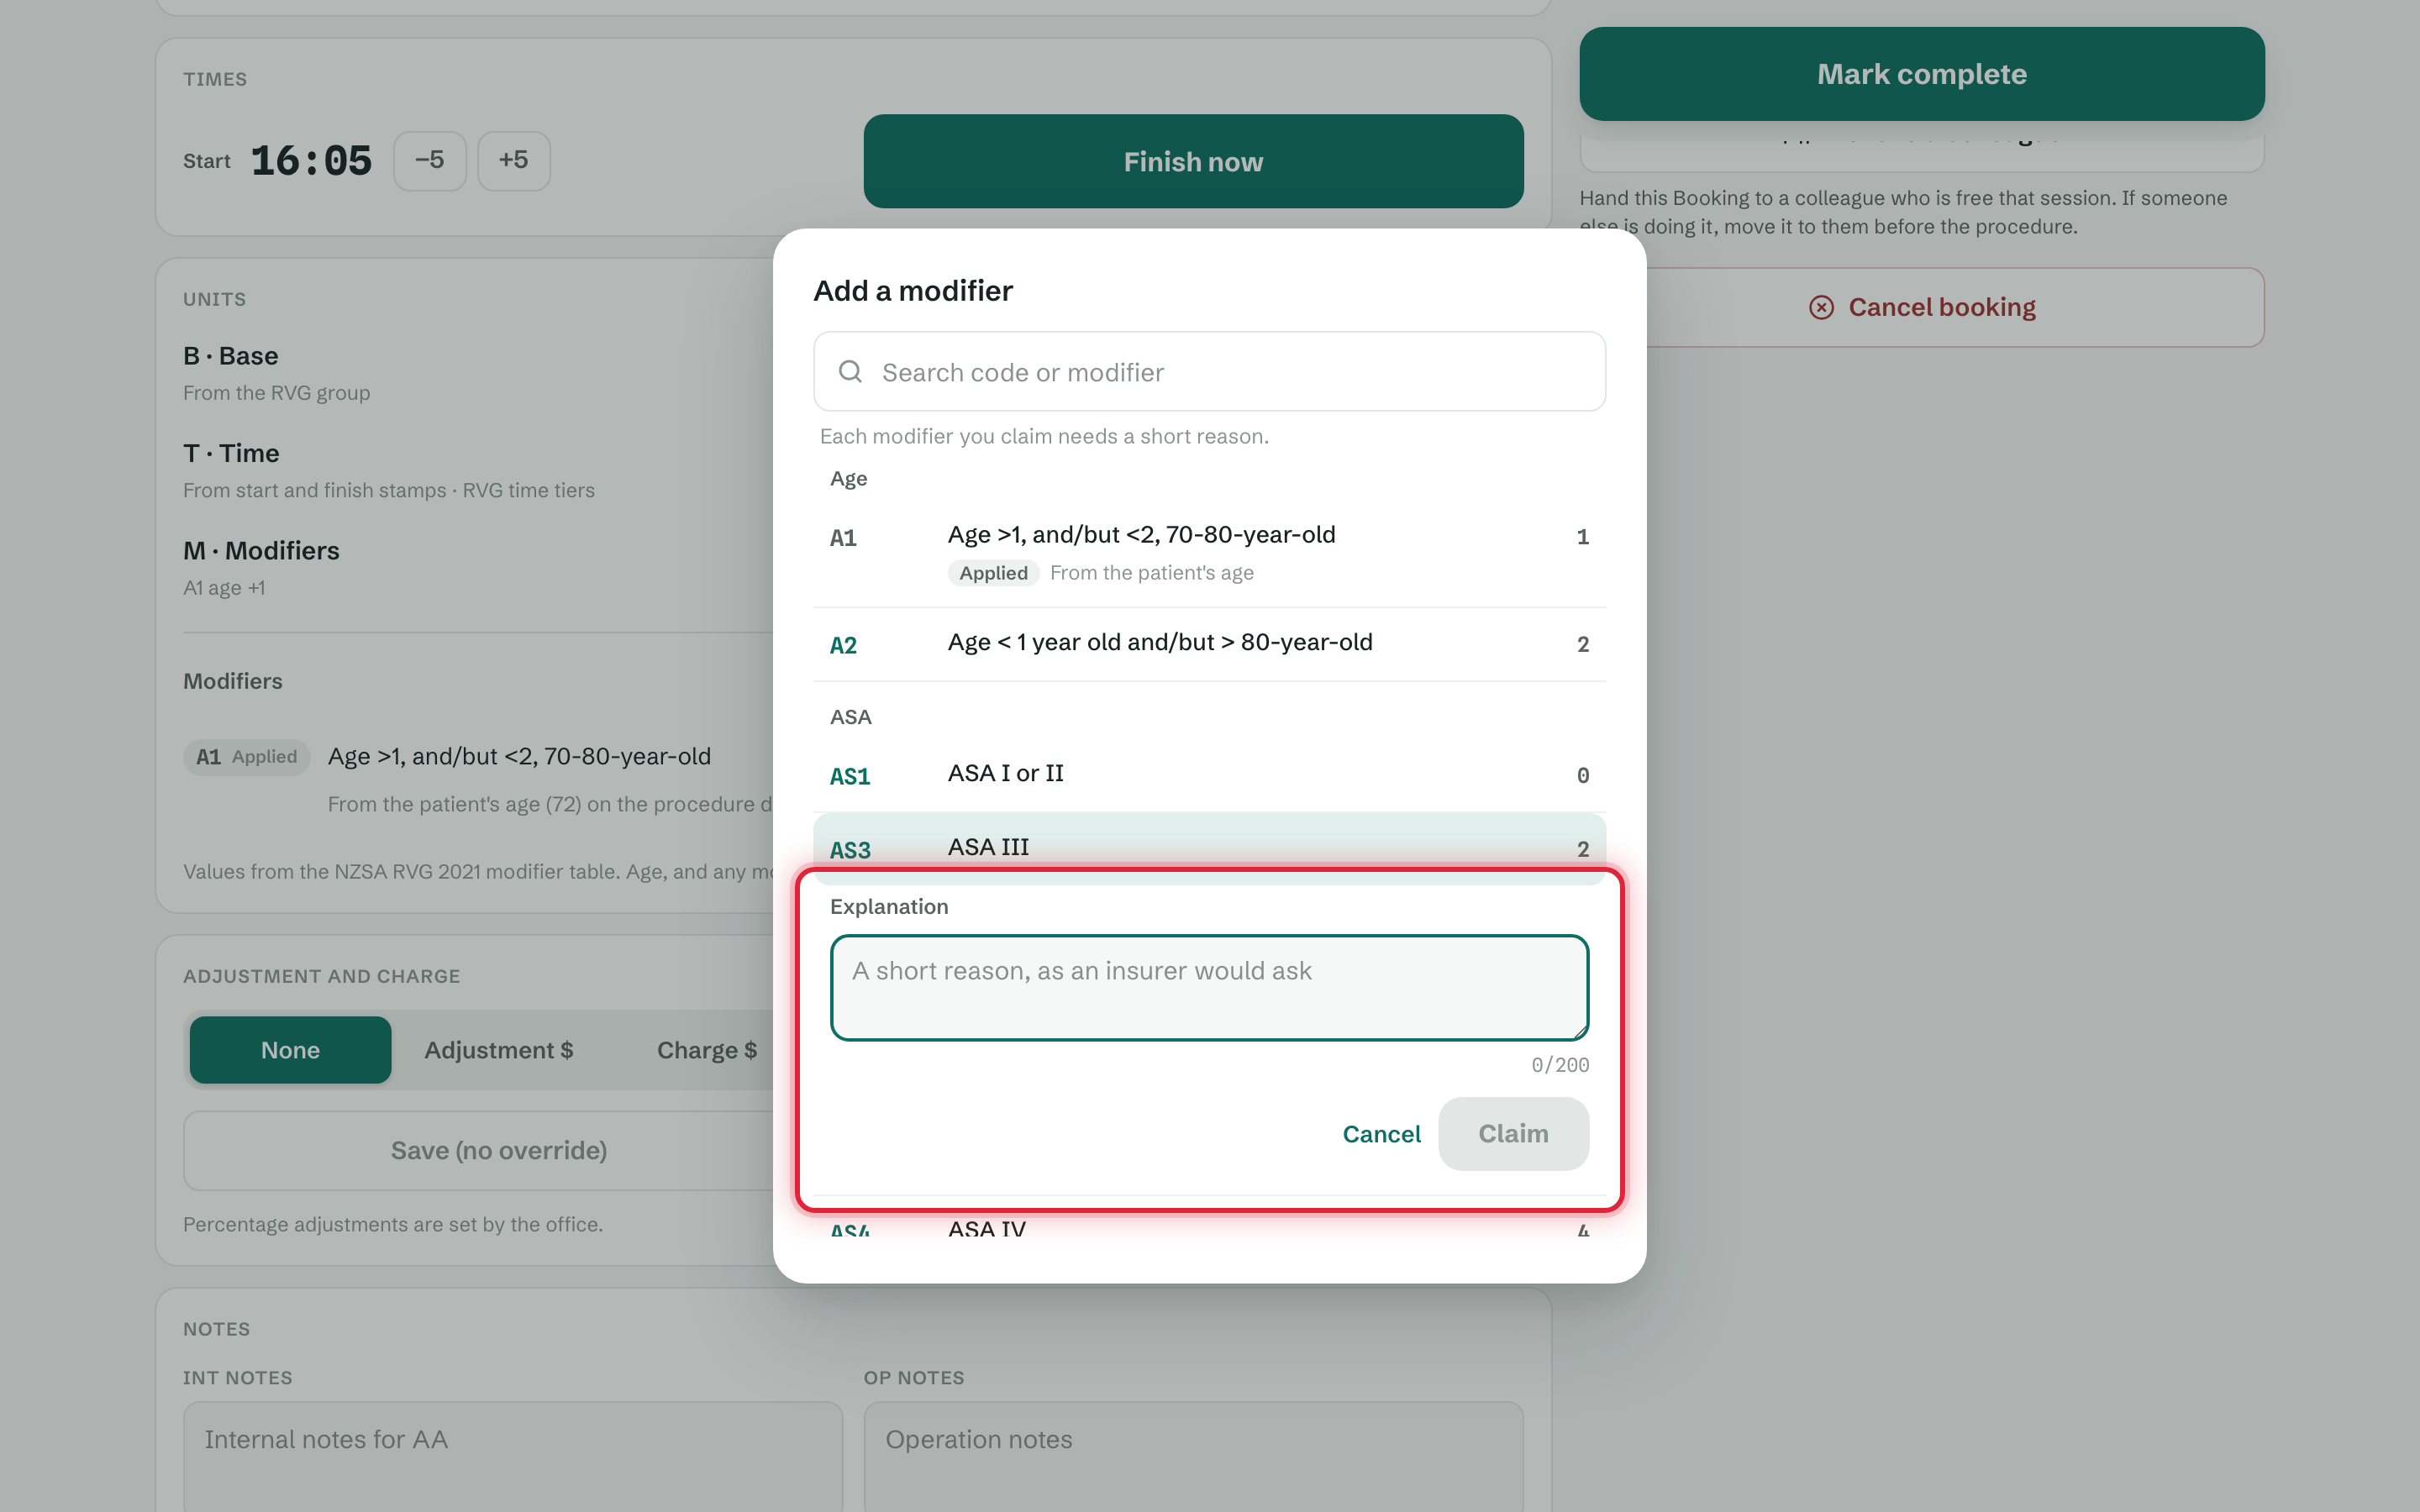 TIMES
Start 16:05 −5 +5
Finish now
Mark complete
Hand this Booking to a colleague who is free that session. If someone
else is doing it, move it to them before the procedure.
Cancel booking
UNITS
B · Base
From the RVG group
T · Time
From start and finish stamps · RVG time tiers
M · Modifiers
A1 age +1
Modifiers
A1 Applied Age >1, and/but <2, 70-80-year-old
From the patient's age (72) on the procedure
Values from the NZSA RVG 2021 modifier table. Age, and any
ADJUSTMENT AND CHARGE
None Adjustment $ Charge $
Save (no override)
Percentage adjustments are set by the office.
NOTES
INT NOTES
Internal notes for AA
OP NOTES
Operation notes
Add a modifier
Search code or modifier
Each modifier you claim needs a short reason.
Age
A1 Age >1, and/but <2, 70-80-year-old 1
Applied From the patient's age
A2 Age < 1 year old and/but > 80-year-old 2
ASA
AS1 ASA I or II 0
AS3 ASA III 2
Explanation
A short reason, as an insurer would ask
0/200
Cancel Claim
AS4 ASA IV 4